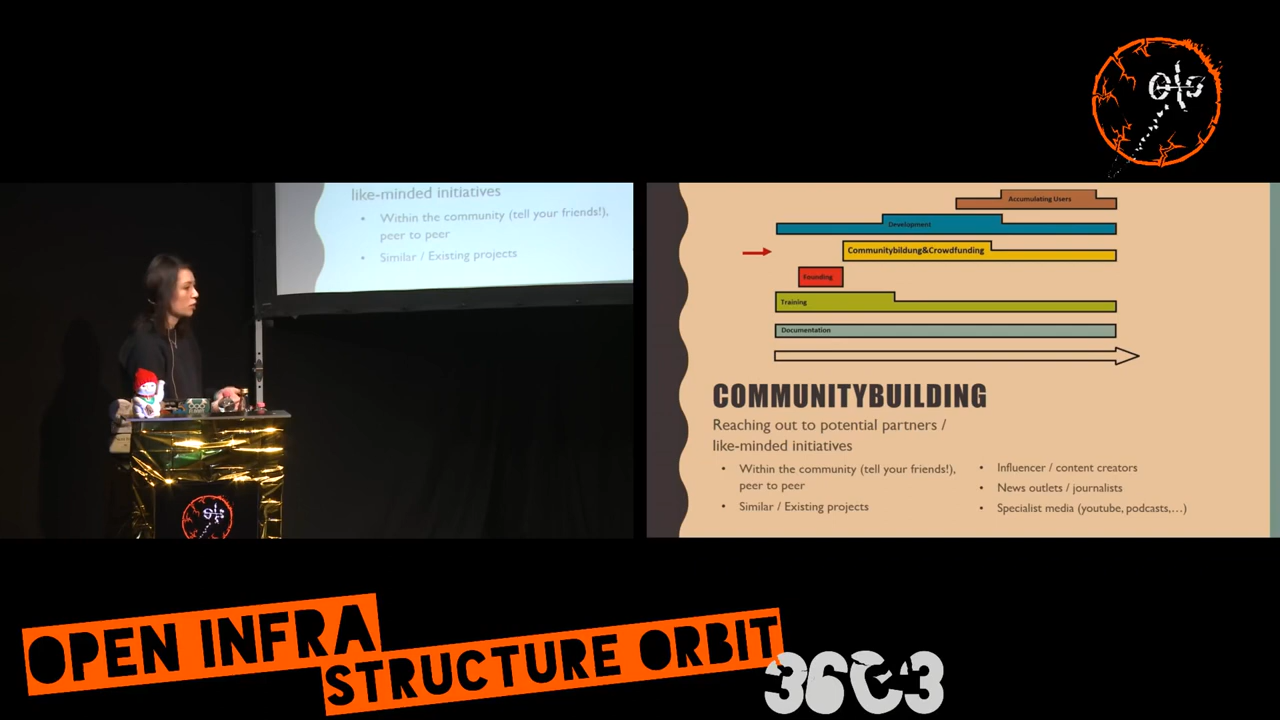 like-minded initiatives
• Within the community (tell your friends!),
peer to peer
• Similar / Existing projects
Accumulating Users
Development
Communitybildung&Crowdfunding
Founding
Training
Documentation
COMMUNITYBUILDING
Reaching out to potential partners /
like-minded initiatives
• Within the community (tell your friends!),
peer to peer
• Similar / Existing projects
• Influencer / content creators
• News outlets / journalists
• Specialist media (youtube, podcasts,...)
OPEN INFRA
STRUCTURE ORBIT
36C3